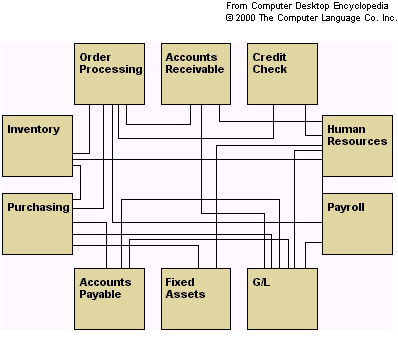 From Computer Desktop Encyclopedia
© 2000 The Computer Language Co. Inc.
Order
Processing
Accounts
Receivable
Credit
Check
Inventory
Human
Resources
Purchasing
Payroll
Accounts
Payable
Fixed
Assets
G/L